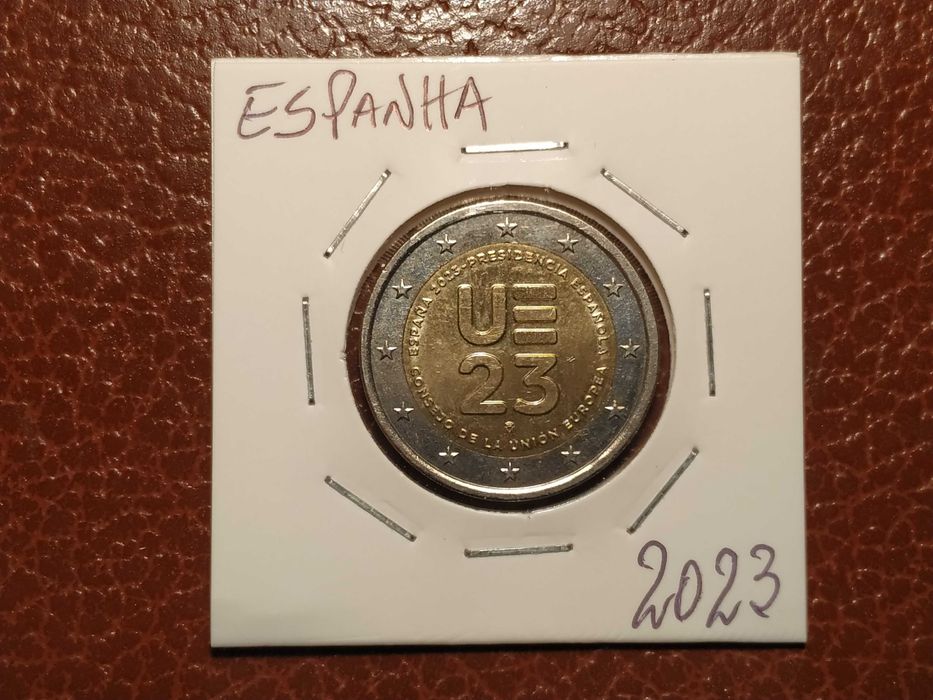 ESPANHA
ESPAÑA 2023-PRESIDENCIA ESPAÑOLA
CONSEJO DE LA UNIÓN EUROPEA
UE
23
2023